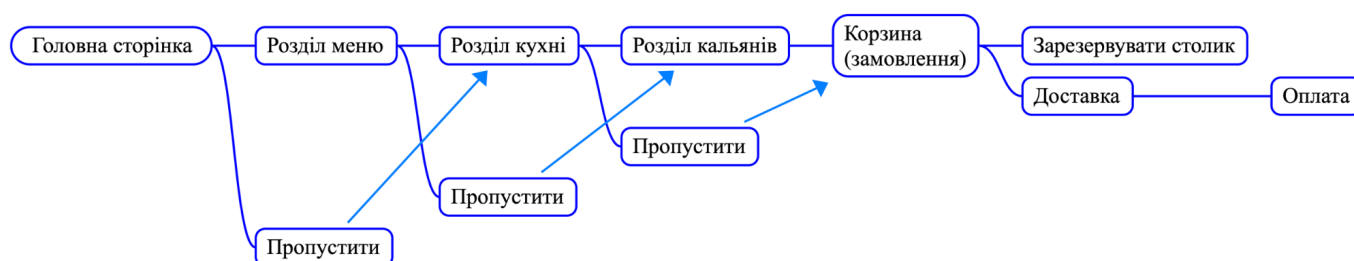 Головна сторінка
Розділ меню
Розділ кухні
Розділ кальянів
Корзина
(замовлення)
Зарезервувати столик
Доставка
Оплата
Пропустити
Пропустити
Пропустити